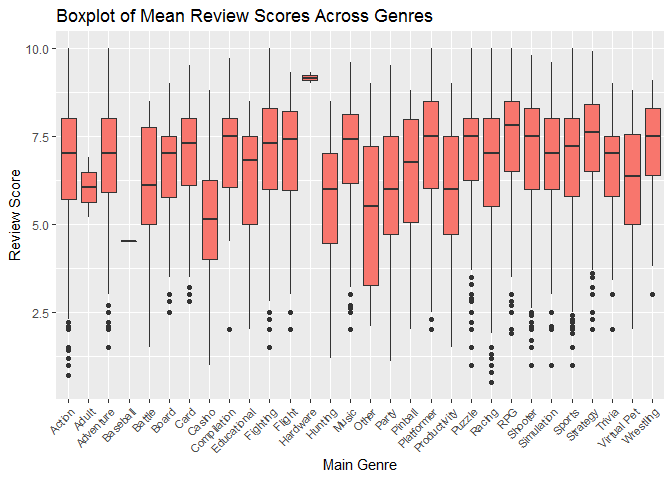 Boxplot of Mean Review Scores Across Genres
10.0
7.5
5.0
2.5
Review Score
Action
Adult
Adventure
Baseball
Battle
Board
Card
Casino
Compilation
Educational
Fighting
Flight
Hardware
Hunting
Music
Other
Party
Pinball
Platformer
Productivity
Puzzle
Racing
RPG
Shooter
Simulation
Sports
Strategy
Trivia
Virtual Pet
Wrestling
Main Genre